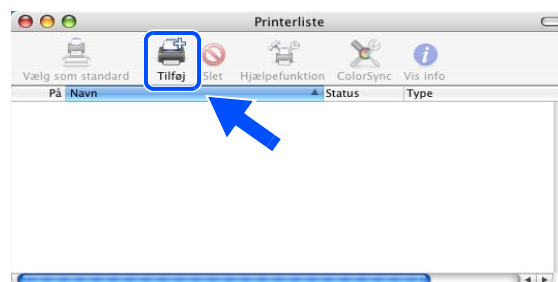 Printerliste
Vælg som standard Tilføj Slet Hjælpefunktion ColorSync Vis info
På Navn Status Type